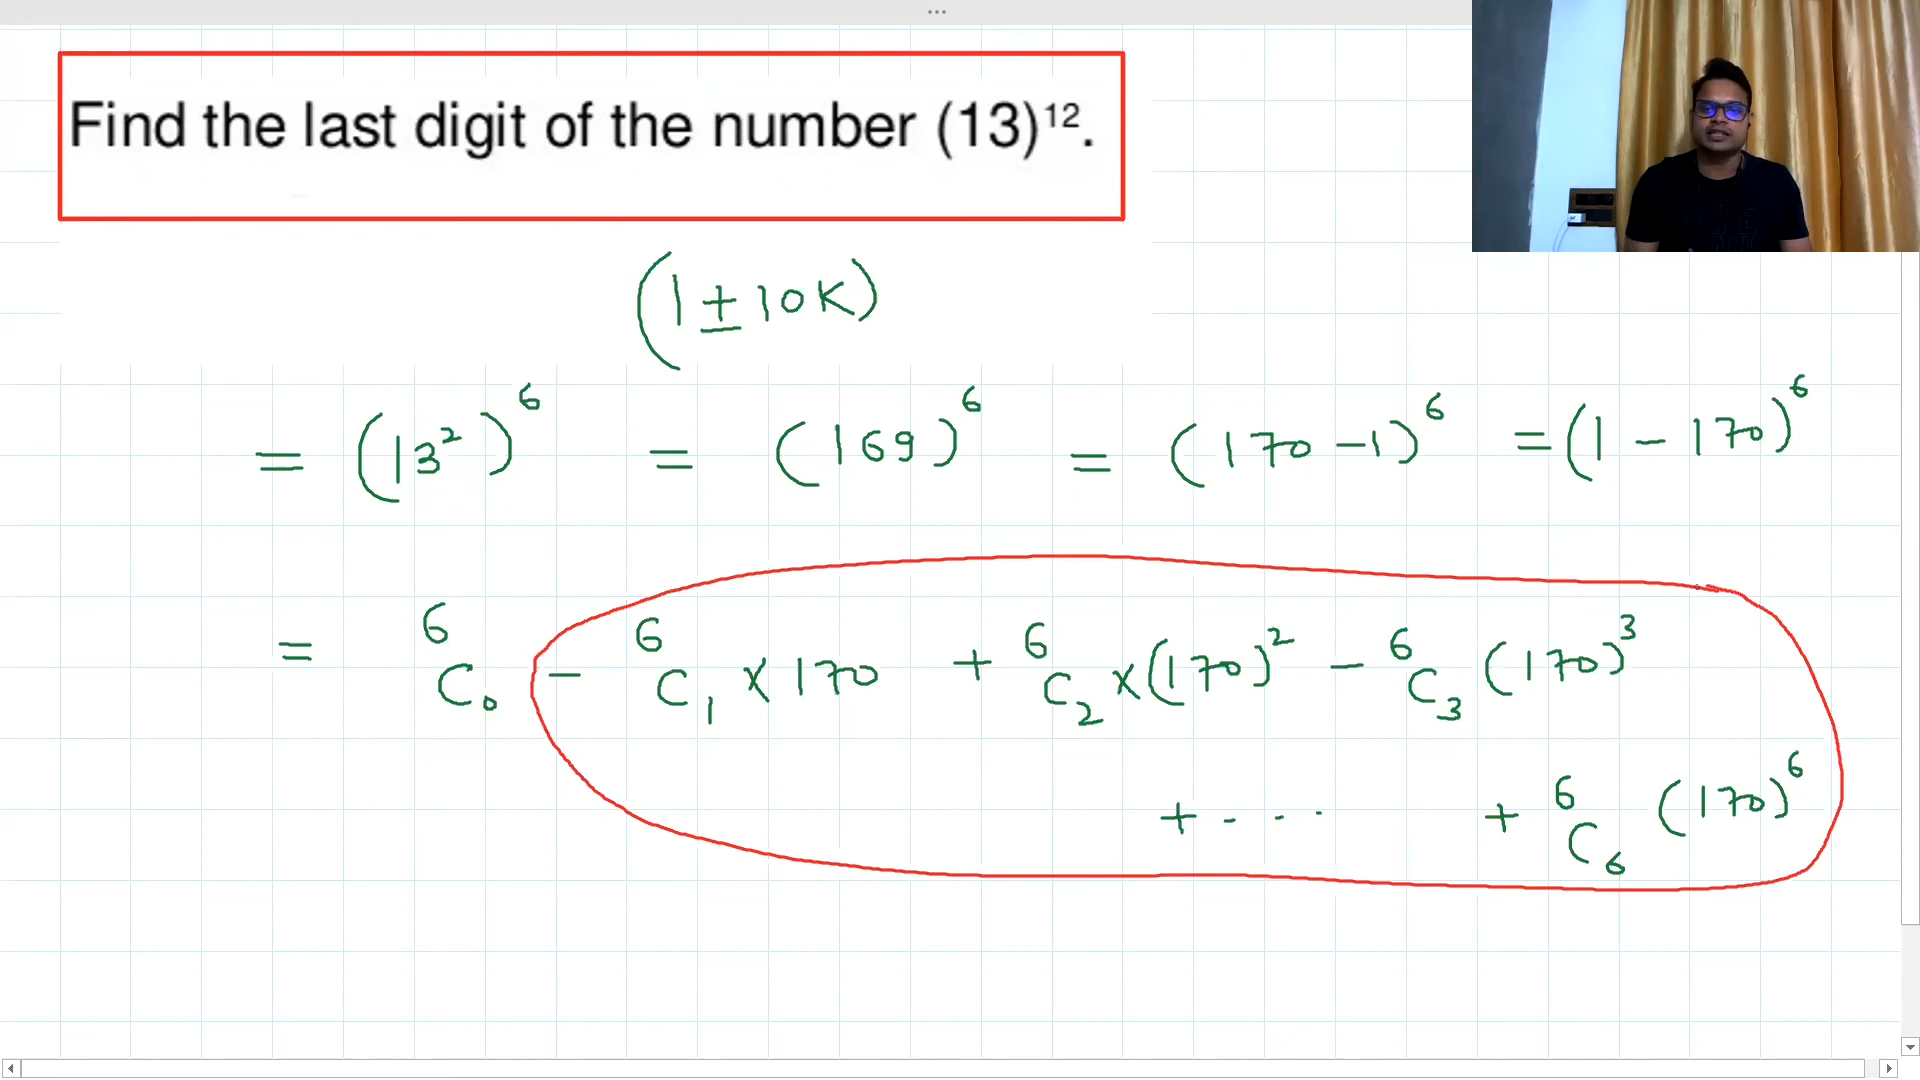 Find the last digit of the number (13)¹².
(1 ± 10K)
= (13²)⁶ = (169)⁶ = (170 - 1)⁶ = (1 - 170)⁶
= ⁶C₀ - ⁶C₁ × 170 + ⁶C₂ × (170)² - ⁶C₃ (170)³
+ . . . . + ⁶C₆ (170)⁶